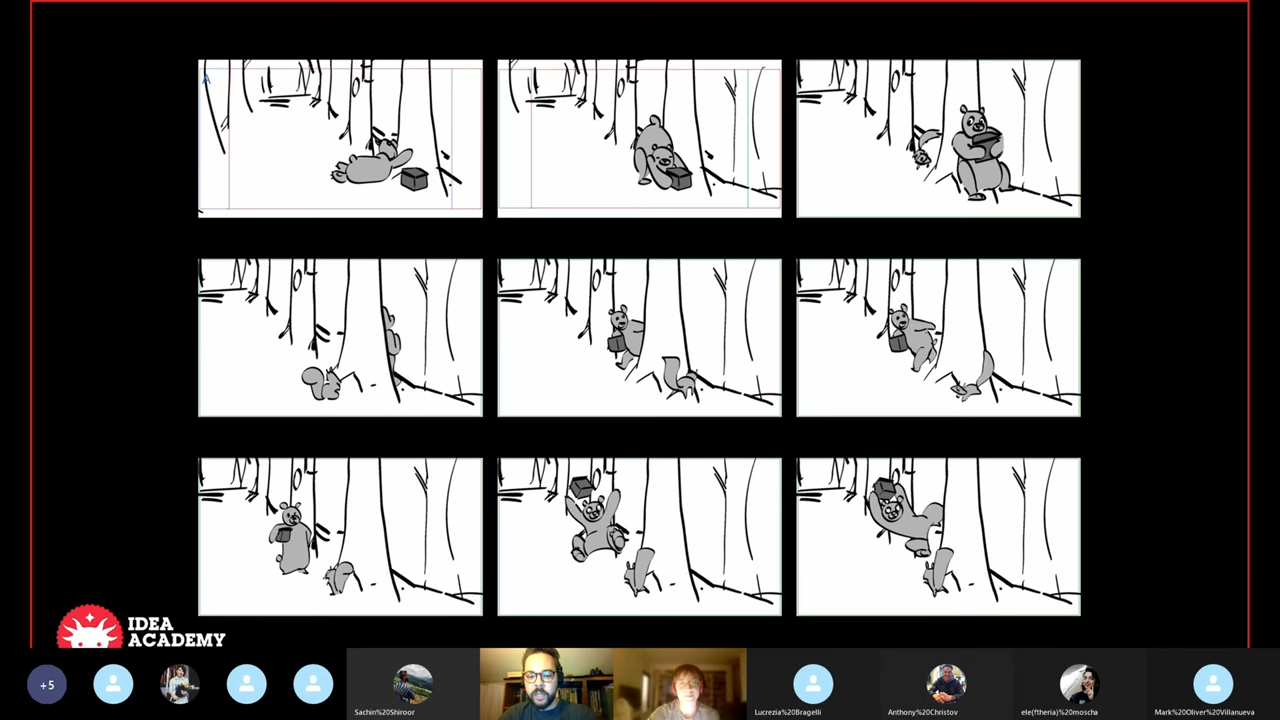 A
IDEA
ACADEMY
+5
Sachin%20Shiroor
Lucrezia%20Bragelli
Anthony%20Christov
ele(ftheria)%20moscha
Mark%20Oliver%20Villanueva